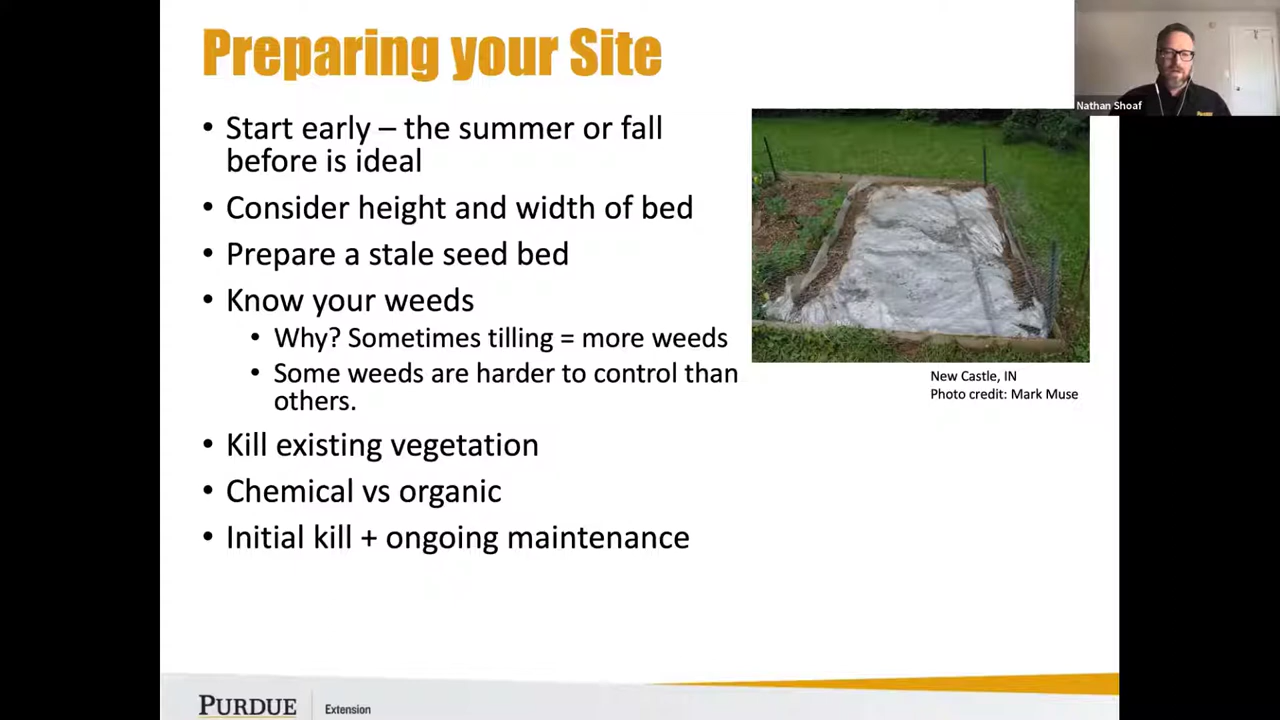 Preparing your Site
• Start early – the summer or fall
before is ideal
• Consider height and width of bed
• Prepare a stale seed bed
• Know your weeds
• Why? Sometimes tilling = more weeds
• Some weeds are harder to control than
others.
• Kill existing vegetation
• Chemical vs organic
• Initial kill + ongoing maintenance
Nathan Shoaf
New Castle, IN
Photo credit: Mark Muse
PURDUE
Extension